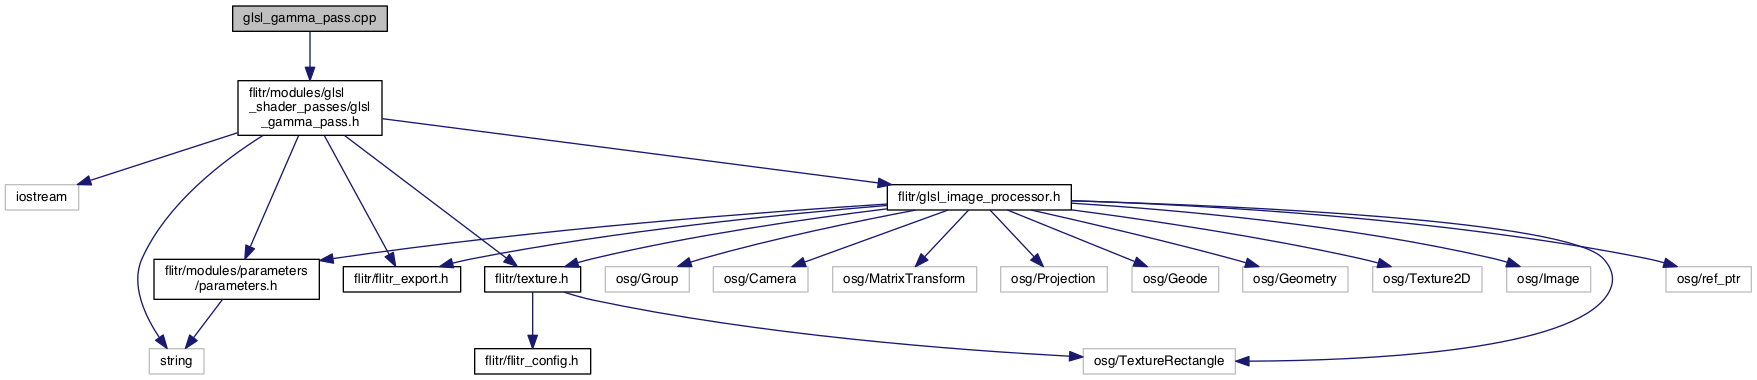 glsl_gamma_pass.cpp
flitr/modules/glsl
_shader_passes/glsl
_gamma_pass.h
iostream
flitr/glsl_image_processor.h
flitr/modules/parameters
/parameters.h
flitr/flitr_export.h
flitr/texture.h
osg/Group
osg/Camera
osg/MatrixTransform
osg/Projection
osg/Geode
osg/Geometry
osg/Texture2D
osg/Image
osg/ref_ptr
string
flitr/flitr_config.h
osg/TextureRectangle